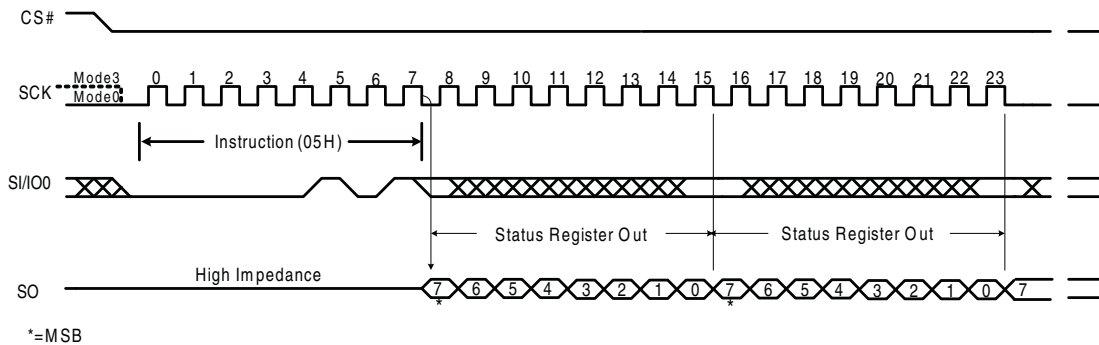 CS#
Mode3
0 1 2 3 4 5 6 7 8 9 10 11 12 13 14 15 16 17 18 19 20 21 22 23
SCK
Mode0
Instruction (05H)
SI/IO0
Status Register Out Status Register Out
High Impedance
SO
7 6 5 4 3 2 1 0 7 6 5 4 3 2 1 0 7
* *
*=MSB